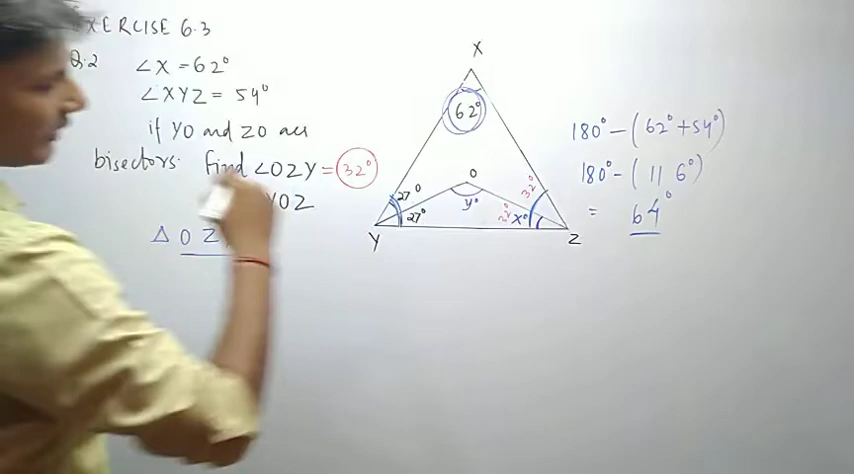 EXERCISE 6.3
Q.2 ∠X = 62°
∠XYZ = 54°
if YO and ZO are
bisectors. Find ∠OZY = 32°
YOZ
Δ OZ
X
62°
O
27°
27°
y°
32°
32°
x°
Y
Z
180° - (62° + 54°)
180° - (116°)
= 64°